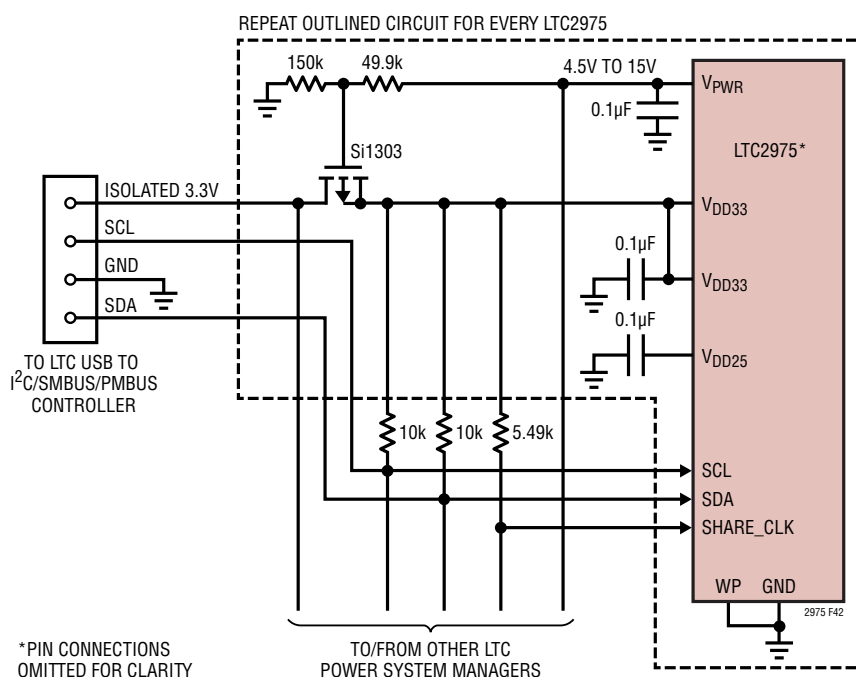 REPEAT OUTLINED CIRCUIT FOR EVERY LTC2975
150k
49.9k
4.5V TO 15V
VPWR
0.1µF
LTC2975*
Si1303
ISOLATED 3.3V
VDD33
SCL
0.1µF
GND
VDD33
SDA
0.1µF
VDD25
TO LTC USB TO
I2C/SMBUS/PMBUS
CONTROLLER
10k
10k
5.49k
SCL
SDA
SHARE_CLK
WP
GND
2975 F42
*PIN CONNECTIONS
OMITTED FOR CLARITY
TO/FROM OTHER LTC
POWER SYSTEM MANAGERS